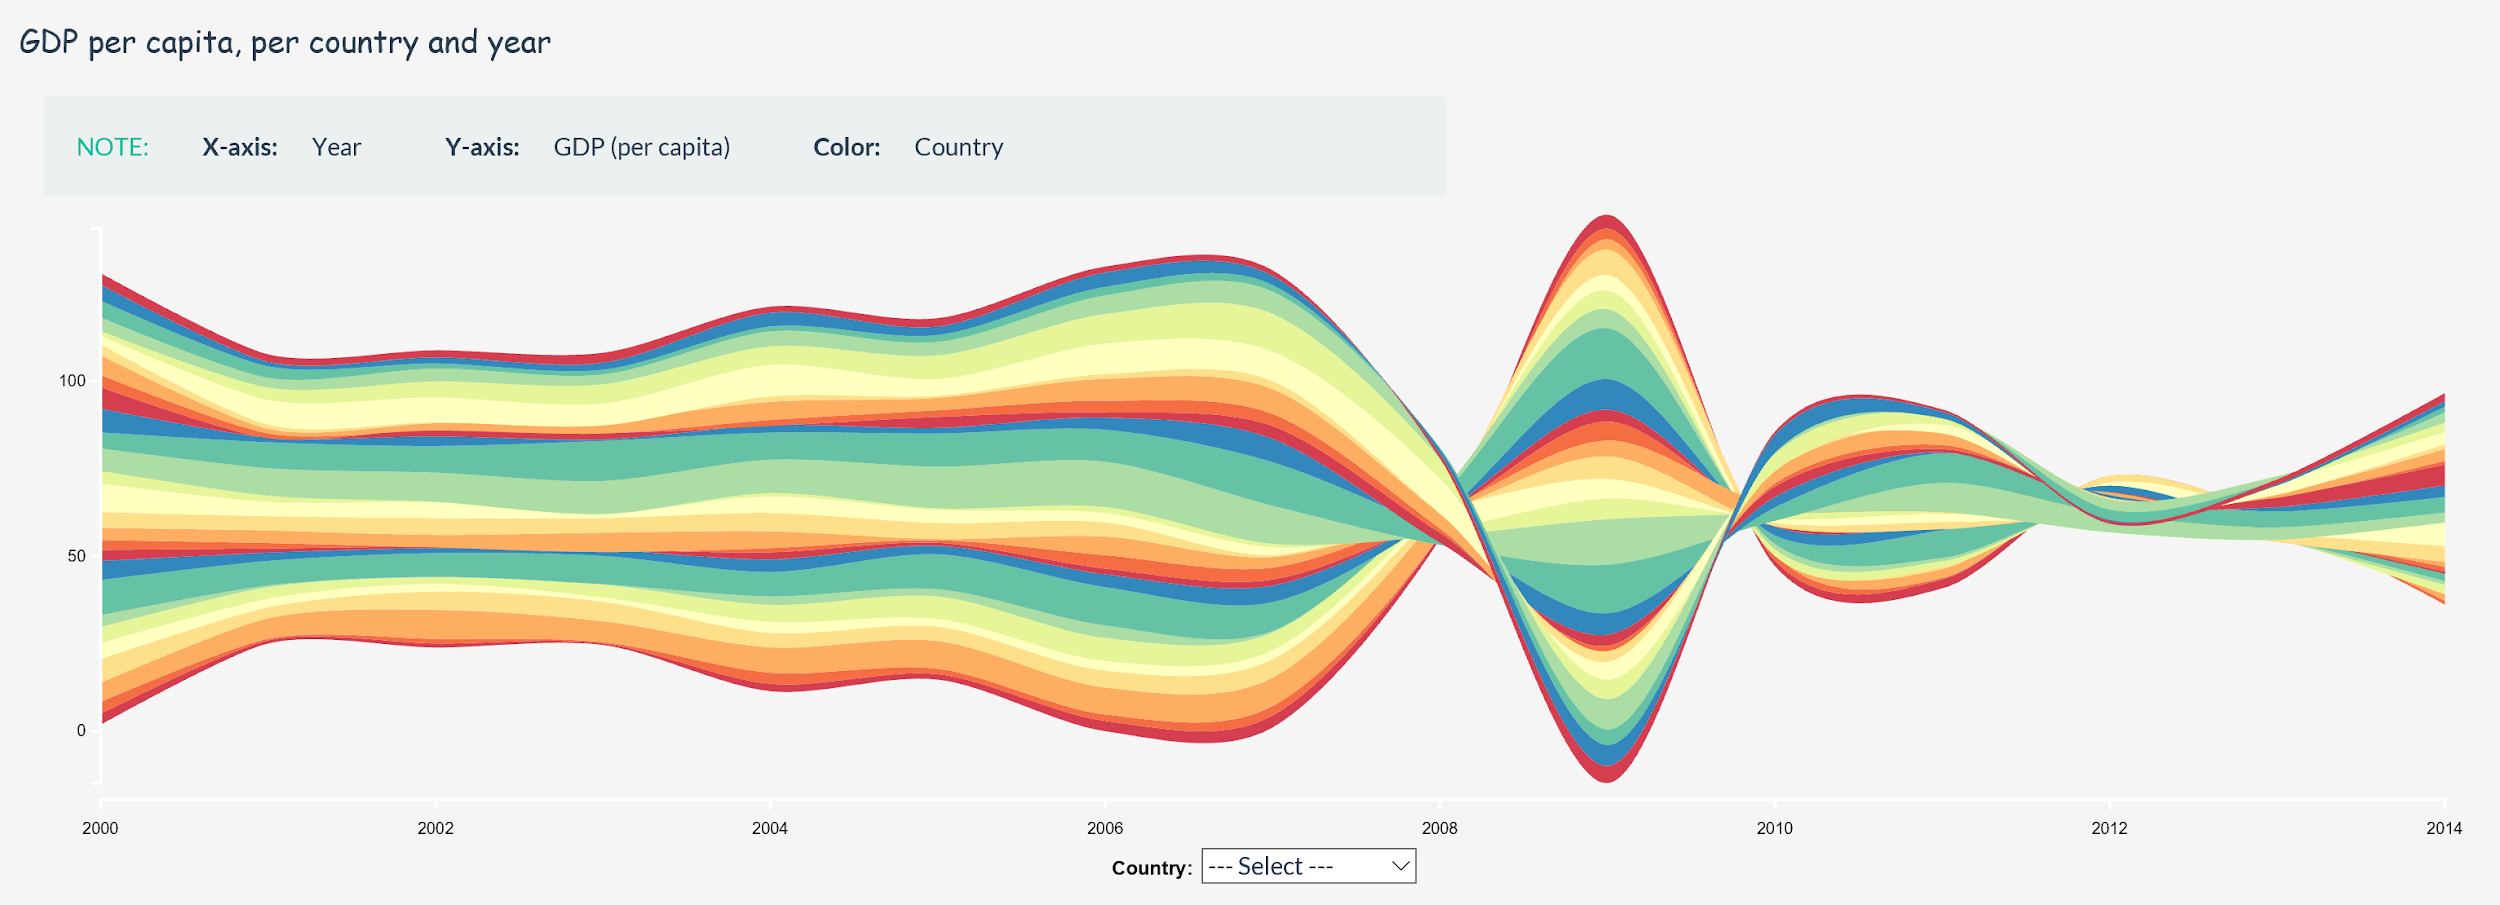 GDP per capita, per country and year
NOTE: X-axis: Year Y-axis: GDP (per capita) Color: Country
100
50
0
2000 2002 2004 2006 2008 2010 2012 2014
Country: --- Select ---